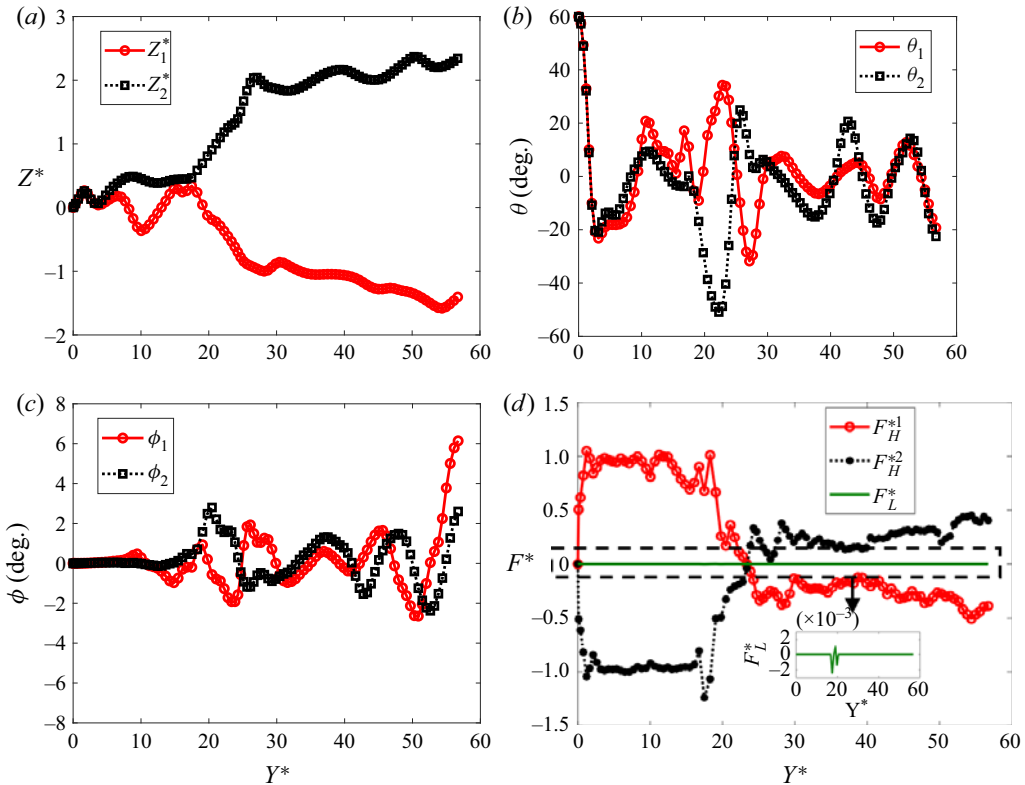 (a)
Z*1
Z*2
3
2
1
0
–1
–2
Z*
0 10 20 30 40 50 60
(b)
θ1
θ2
60
40
20
0
–20
–40
–60
θ (deg.)
0 10 20 30 40 50 60
(c)
ϕ1
ϕ2
8
6
4
2
0
–2
–4
–6
–8
ϕ (deg.)
0 10 20 30 40 50 60
Y*
(d)
F*1H
F*2H
F*L
1.5
1.0
0.5
0
–0.5
–1.0
–1.5
F*
(×10–3)
2
0
–2
F*L
0 20 40 60
Y*
0 10 20 30 40 50 60
Y*